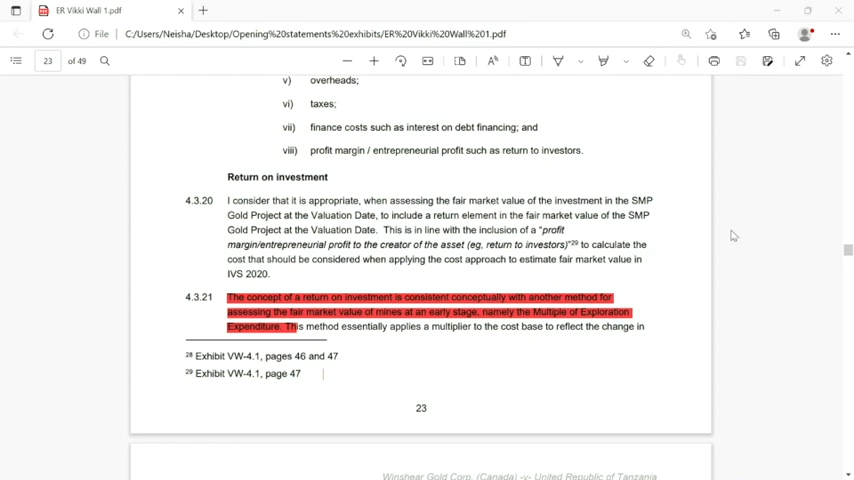 ER Vikki Wall 1.pdf
File
C:/Users/Neisha/Desktop/Opening%20statements%20exhibits/ER%20Vikki%20Wall%201.pdf
23 of 49
v) overheads;
vi) taxes;
vii) finance costs such as interest on debt financing; and
viii) profit margin / entrepreneurial profit such as return to investors.
Return on investment
4.3.20 I consider that it is appropriate, when assessing the fair market value of the investment in the SMP
Gold Project at the Valuation Date, to include a return element in the fair market value of the SMP
Gold Project at the Valuation Date. This is in line with the inclusion of a “profit
margin/entrepreneurial profit to the creator of the asset (eg, return to investors)”29 to calculate the
cost that should be considered when applying the cost approach to estimate fair market value in
IVS 2020.
4.3.21 The concept of a return on investment is consistent conceptually with another method for
assessing the fair market value of mines at an early stage, namely the Multiple of Exploration
Expenditure. This method essentially applies a multiplier to the cost base to reflect the change in
28 Exhibit VW-4.1, pages 46 and 47
29 Exhibit VW-4.1, page 47
23
Winshear Gold Corp. (Canada) -v- United Republic of Tanzania